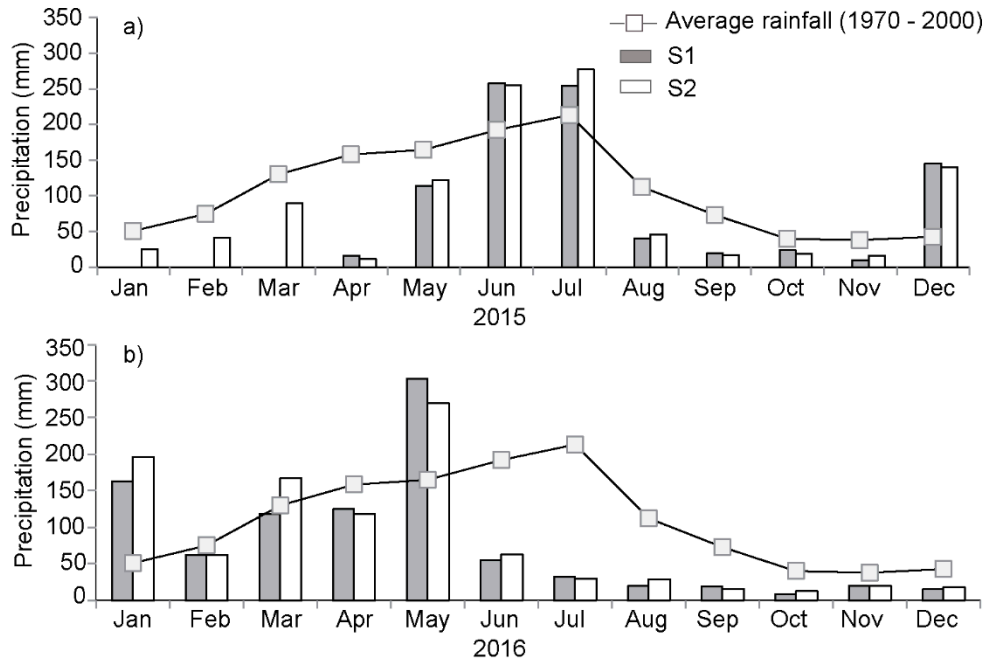 350
a)
Average rainfall (1970 - 2000)
300
S1
250
S2
200
150
100
50
0
Precipitation (mm)
Jan Feb Mar Apr May Jun Jul Aug Sep Oct Nov Dec
2015
350
b)
300
250
200
150
100
50
0
Precipitation (mm)
Jan Feb Mar Apr May Jun Jul Aug Sep Oct Nov Dec
2016